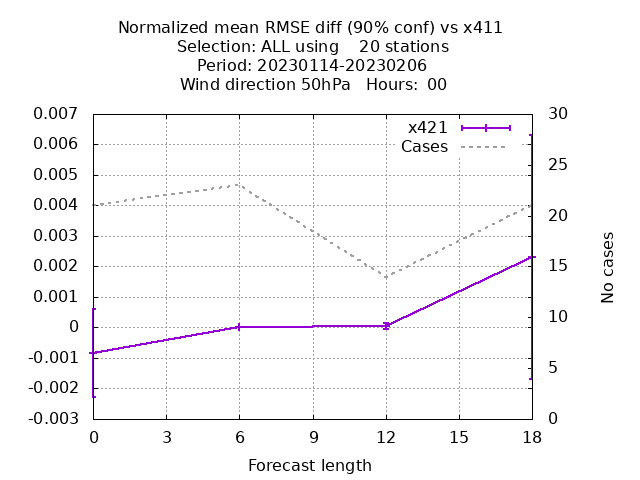 Normalized mean RMSE diff (90% conf) vs x411
Selection: ALL using    20 stations
Period: 20230114-20230206
Wind direction 50hPa   Hours:  00
x421
Cases
0.007
0.006
0.005
0.004
0.003
0.002
0.001
0
-0.001
-0.002
-0.003
30
25
20
15
10
5
0
No cases
0 3 6 9 12 15 18
Forecast length